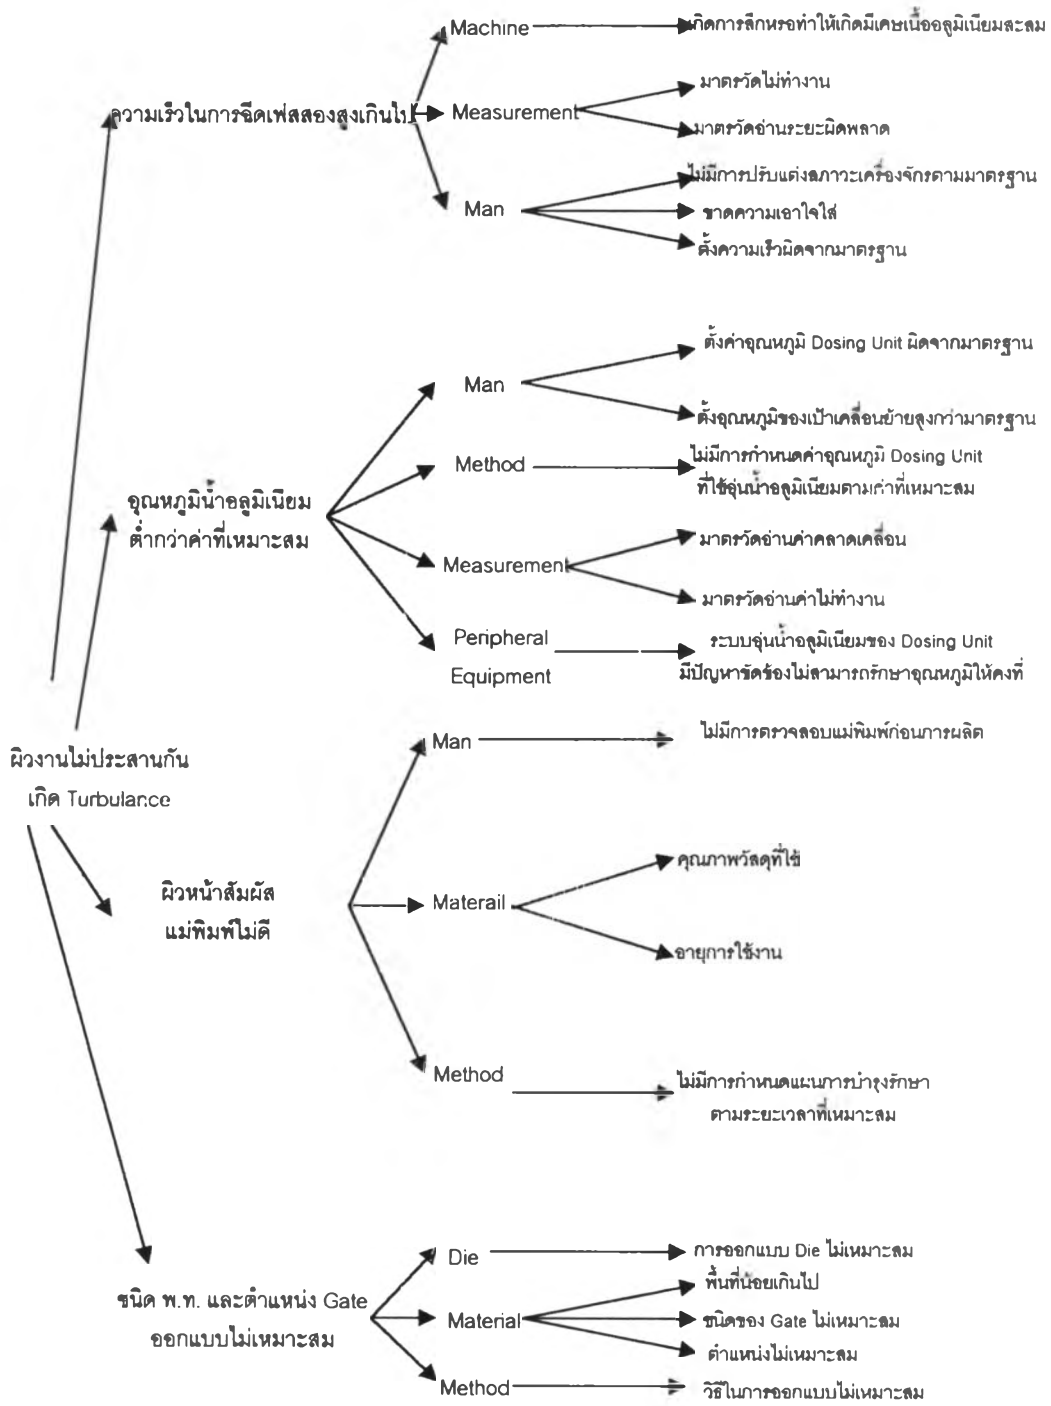 Machine
เกิดการสึกหรอทำให้เกิดมีเศษเนื้ออลูมิเนียมสะสม
ความเร็วในการฉีดเฟสสองสูงเกินไป
Measurement
มาตรวัดไม่ทำงาน
มาตรวัดอ่านระยะผิดพลาด
Man
ไม่มีการปรับแต่งสภาวะเครื่องจักรตามมาตรฐาน
ขาดความเอาใจใส่
ตั้งความเร็วผิดจากมาตรฐาน
อุณหภูมิน้ำอลูมิเนียม
ต่ำกว่าค่าที่เหมาะสม
Man
ตั้งค่าอุณหภูมิ Dosing Unit ผิดจากมาตรฐาน
ตั้งอุณหภูมิของเป้าเคลื่อนย้ายสูงกว่ามาตรฐาน
Method
ไม่มีการกำหนดค่าอุณหภูมิ Dosing Unit
ที่ใช้อุ่นน้ำอลูมิเนียมตามค่าที่เหมาะสม
Measurement
มาตรวัดอ่านค่าคลาดเคลื่อน
มาตรวัดอ่านค่าไม่ทำงาน
Peripheral
Equipment
ระบบอุ่นน้ำอลูมิเนียมของ Dosing Unit
มีปัญหาขัดข้องไม่สามารถรักษาอุณหภูมิให้คงที่
ผิวงานไม่ประสานกัน
เกิด Turbulance
ผิวหน้าสัมผัส
แม่พิมพ์ไม่ดี
Man
ไม่มีการตรวจสอบแม่พิมพ์ก่อนการผลิต
Materail
คุณภาพวัสดุที่ใช้
อายุการใช้งาน
Method
ไม่มีการกำหนดแผนการบำรุงรักษา
ตามระยะเวลาที่เหมาะสม
ชนิด พ.ท. และตำแหน่ง Gate
ออกแบบไม่เหมาะสม
Die
การออกแบบ Die ไม่เหมาะสม
Material
พื้นที่น้อยเกินไป
ชนิดของ Gate ไม่เหมาะสม
ตำแหน่งไม่เหมาะสม
Method
วิธีในการออกแบบไม่เหมาะสม